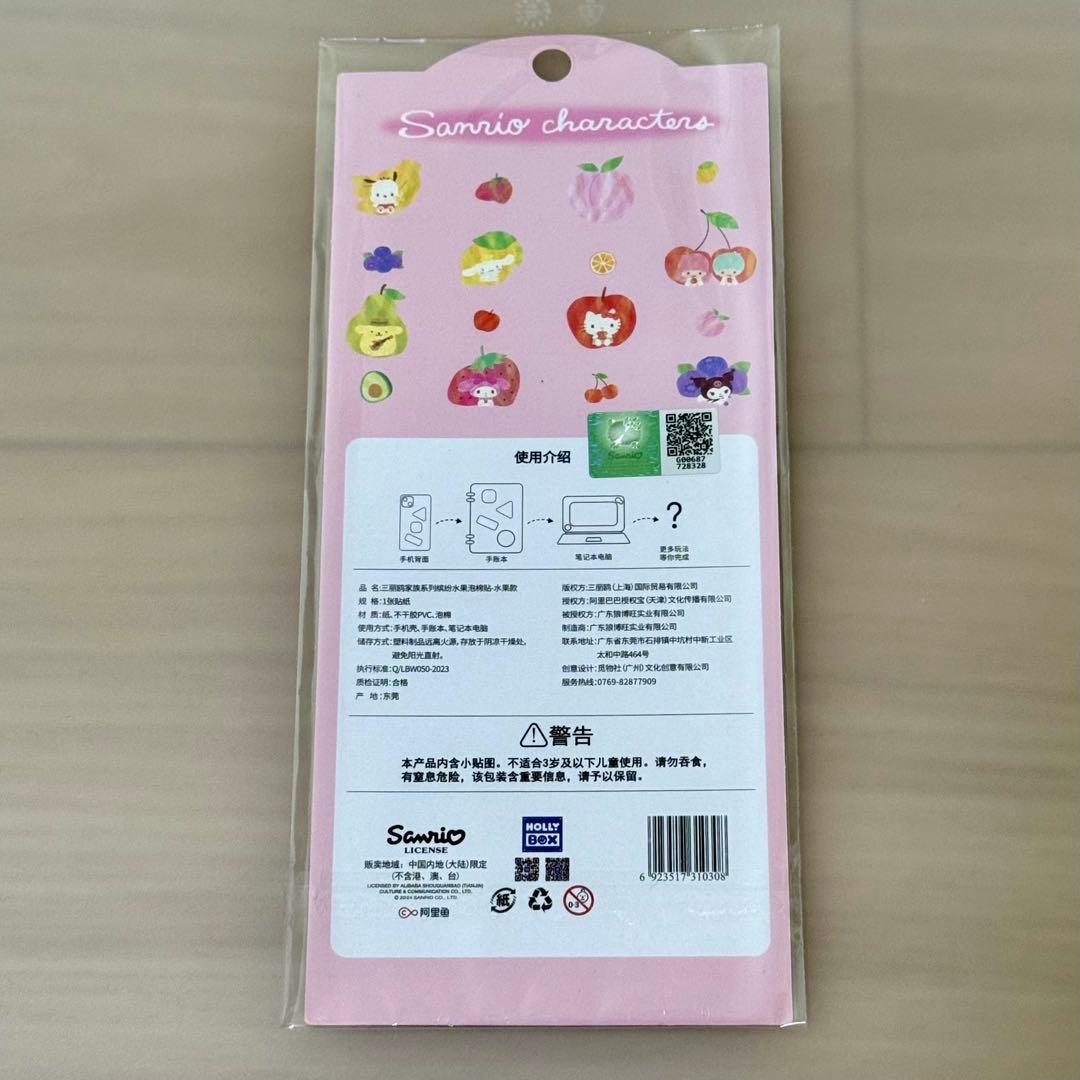 Sanrio characters
使用介绍
Sanrio
G00687
728328
?
手机背面
手账本
笔记本电脑
更多玩法
等你完成
品 名:三丽鸥家族系列缤纷水果泡棉贴-水果款
规 格:1张贴纸
材 质:纸、不干胶PVC、泡棉
使用方式:手机壳、手账本、笔记本电脑
储存方式:塑料制品远离火源,存放于阴凉干燥处,
避免阳光直射。
执行标准:Q/LBW050-2023
质检证明:合格
产 地:东莞
版权方:三丽鸥(上海)国际贸易有限公司
授权方:阿里巴巴授权宝(天津)文化传播有限公司
被授权方:广东狼博旺实业有限公司
制造商:广东狼博旺实业有限公司
联系地址:广东省东莞市石排镇中坑村中新工业区
太和中路464号
创意设计:觅物社(广州)文化创意有限公司
服务热线:0769-82877909
警告
本产品内含小贴图。不适合3岁及以下儿童使用。请勿吞食,
有窒息危险,该包装含重要信息,请予以保留。
Sanrio
LICENSE
贩卖地域:中国内地(大陆)限定
(不含港、澳、台)
LICENSED BY ALIBABA SHOUQUANBAO (TIANJIN)
CULTURE & COMMUNICATION CO., LTD.
© 2024 SANRIO CO., LTD.
阿里鱼
HOLLY
BOX
紙
0-3
6 923517 310308